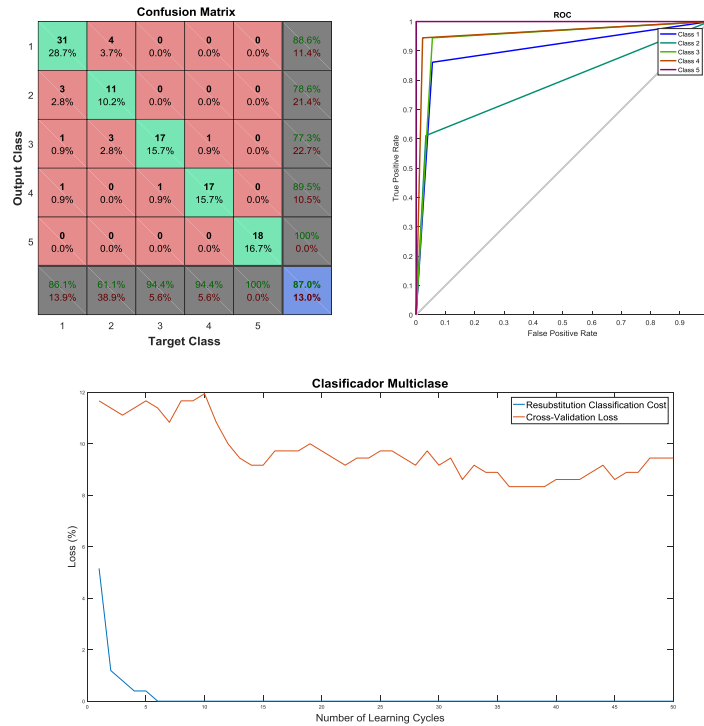 Confusion Matrix
1
31 4 0 0 0 88.6%
28.7% 3.7% 0.0% 0.0% 0.0% 11.4%
2
3 11 0 0 0 78.6%
2.8% 10.2% 0.0% 0.0% 0.0% 21.4%
3
1 3 17 1 0 77.3%
0.9% 2.8% 15.7% 0.9% 0.0% 22.7%
4
1 0 1 17 0 89.5%
0.9% 0.0% 0.9% 15.7% 0.0% 10.5%
5
0 0 0 0 18 100%
0.0% 0.0% 0.0% 0.0% 16.7% 0.0%
86.1% 61.1% 94.4% 94.4% 100% 87.0%
13.9% 38.9% 5.6% 5.6% 0.0% 13.0%
1 2 3 4 5
Target Class
Output Class
ROC
Class 1
Class 2
Class 3
Class 4
Class 5
1
0.9
0.8
0.7
0.6
0.5
0.4
0.3
0.2
0.1
0
0 0.1 0.2 0.3 0.4 0.5 0.6 0.7 0.8 0.9
True Positive Rate
False Positive Rate
Clasificador Multiclase
Resubstitution Classification Cost
Cross-Validation Loss
12
10
8
6
4
2
0
0 5 10 15 20 25 30 35 40 45 50
Loss (%)
Number of Learning Cycles